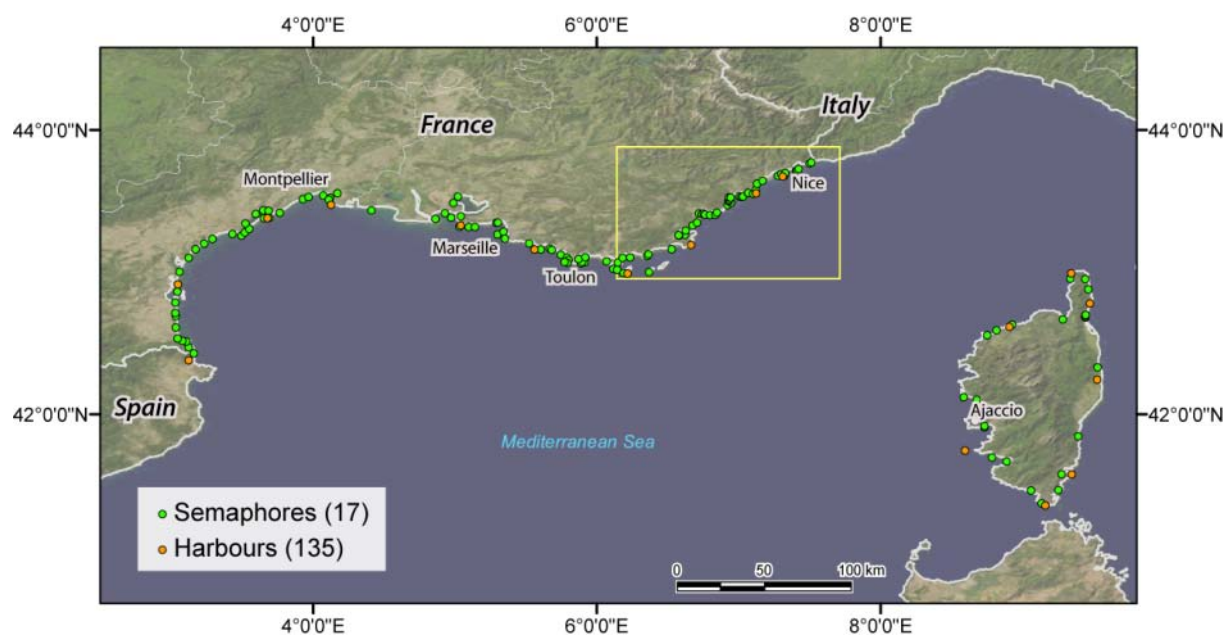 4°0'0"E 6°0'0"E 8°0'0"E
44°0'0"N 44°0'0"N
Italy
France
Montpellier
Nice
Marseille
Toulon
42°0'0"N 42°0'0"N
Spain
Ajaccio
Mediterranean Sea
Semaphores (17)
Harbours (135)
0 50 100 km
4°0'0"E 6°0'0"E 8°0'0"E